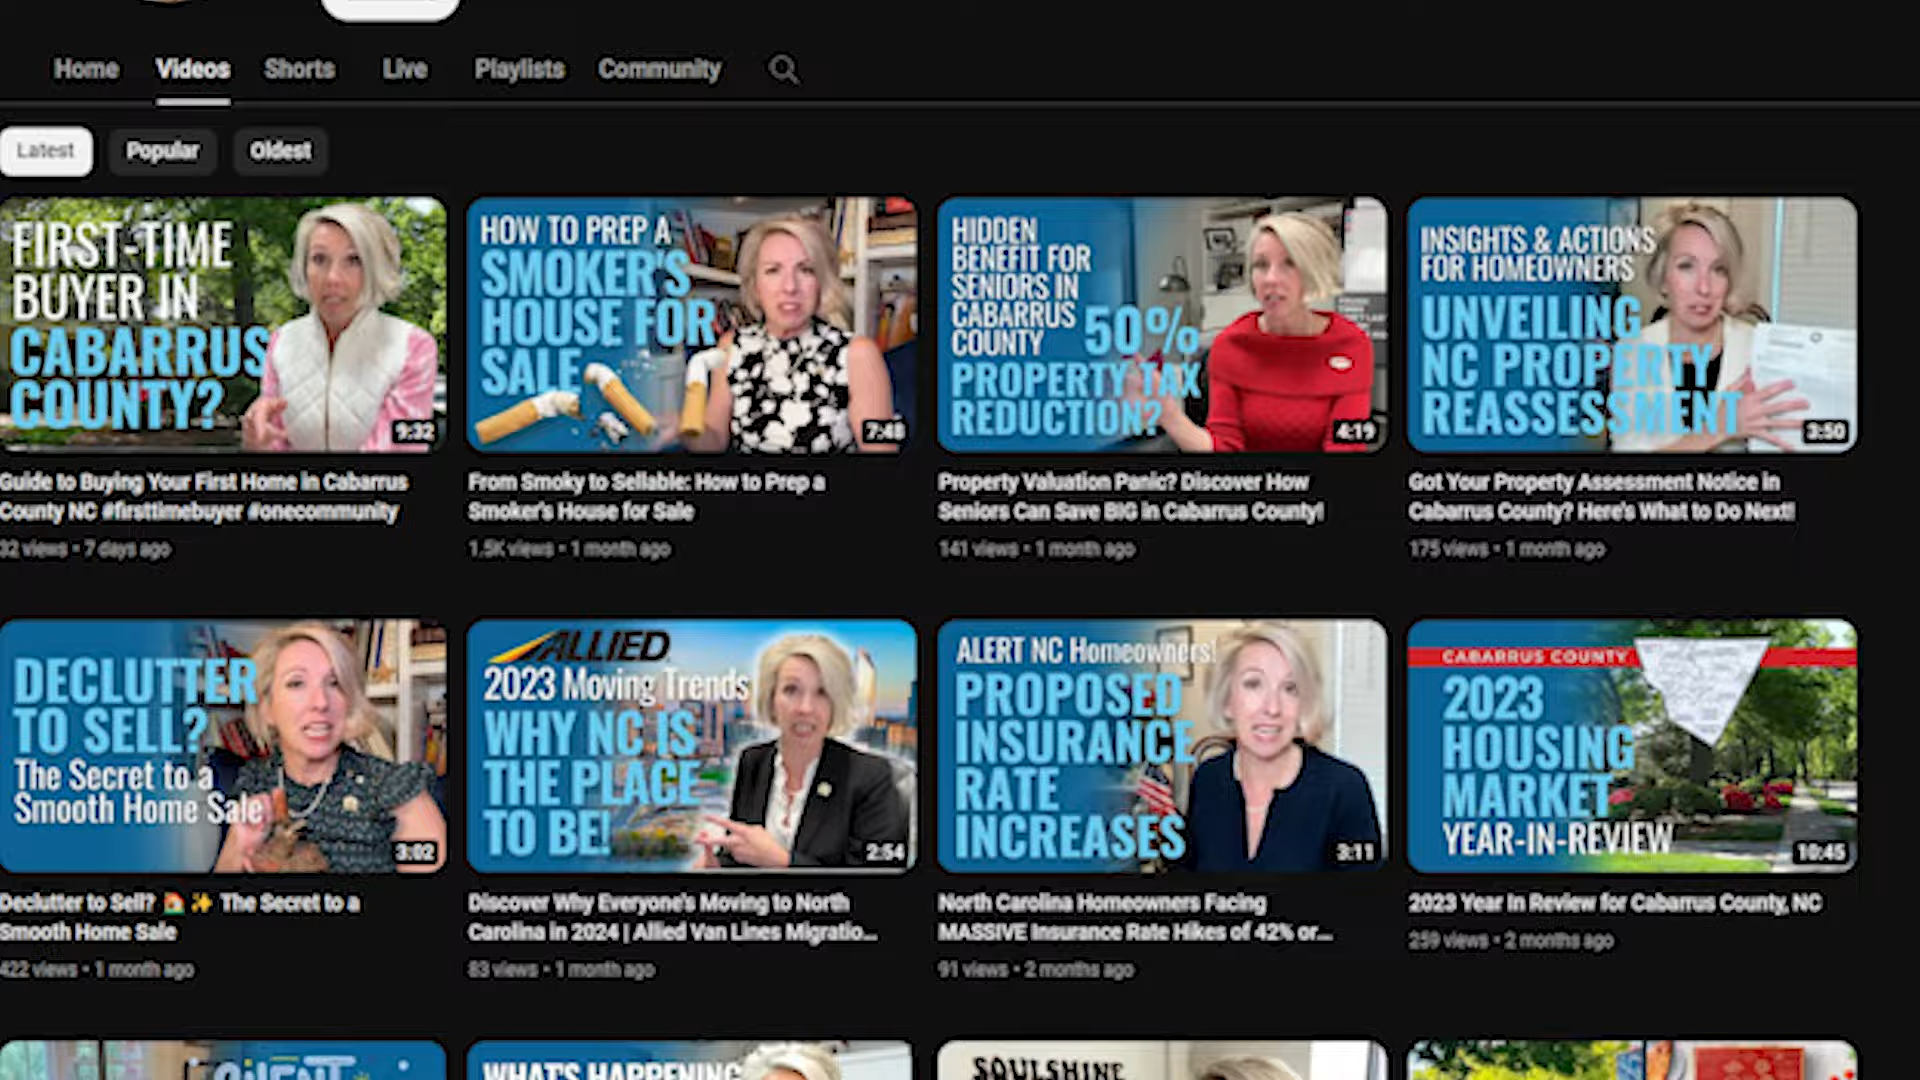 Home Videos Shorts Live Playlists Community
Latest Popular Oldest
FIRST-TIME
BUYER IN
CABARRUS
COUNTY?
9:32
HOW TO PREP A
SMOKER'S
HOUSE FOR
SALE
7:48
HIDDEN
BENEFIT FOR
SENIORS IN
CABARRUS
COUNTY 50%
PROPERTY TAX
REDUCTION?
4:19
INSIGHTS & ACTIONS
FOR HOMEOWNERS
UNVEILING
NC PROPERTY
REASSESSMENT
3:50
Guide to Buying Your First Home in Cabarrus
County NC #firsttimebuyer #onecommunity
32 views • 7 days ago
From Smoky to Sellable: How to Prep a
Smoker's House for Sale
1.5K views • 1 month ago
Property Valuation Panic? Discover How
Seniors Can Save BIG in Cabarrus County!
141 views • 1 month ago
Got Your Property Assessment Notice in
Cabarrus County? Here's What to Do Next!
175 views • 1 month ago
DECLUTTER
TO SELL?
The Secret to a
Smooth Home Sale
3:02
ALLIED
2023 Moving Trends
WHY NC IS
THE PLACE
TO BE!
2:54
ALERT NC Homeowners!
PROPOSED
INSURANCE
RATE
INCREASES
3:11
CABARRUS COUNTY
2023
HOUSING
MARKET
YEAR-IN-REVIEW
10:45
Declutter to Sell? 🏠 ✨ The Secret to a
Smooth Home Sale
422 views • 1 month ago
Discover Why Everyone's Moving to North
Carolina in 2024 | Allied Van Lines Migratio...
83 views • 1 month ago
North Carolina Homeowners Facing
MASSIVE Insurance Rate Hikes of 42% or...
91 views • 2 months ago
2023 Year In Review for Cabarrus County, NC
259 views • 2 months ago
WHAT'S HAPPENING
SOULSHINE